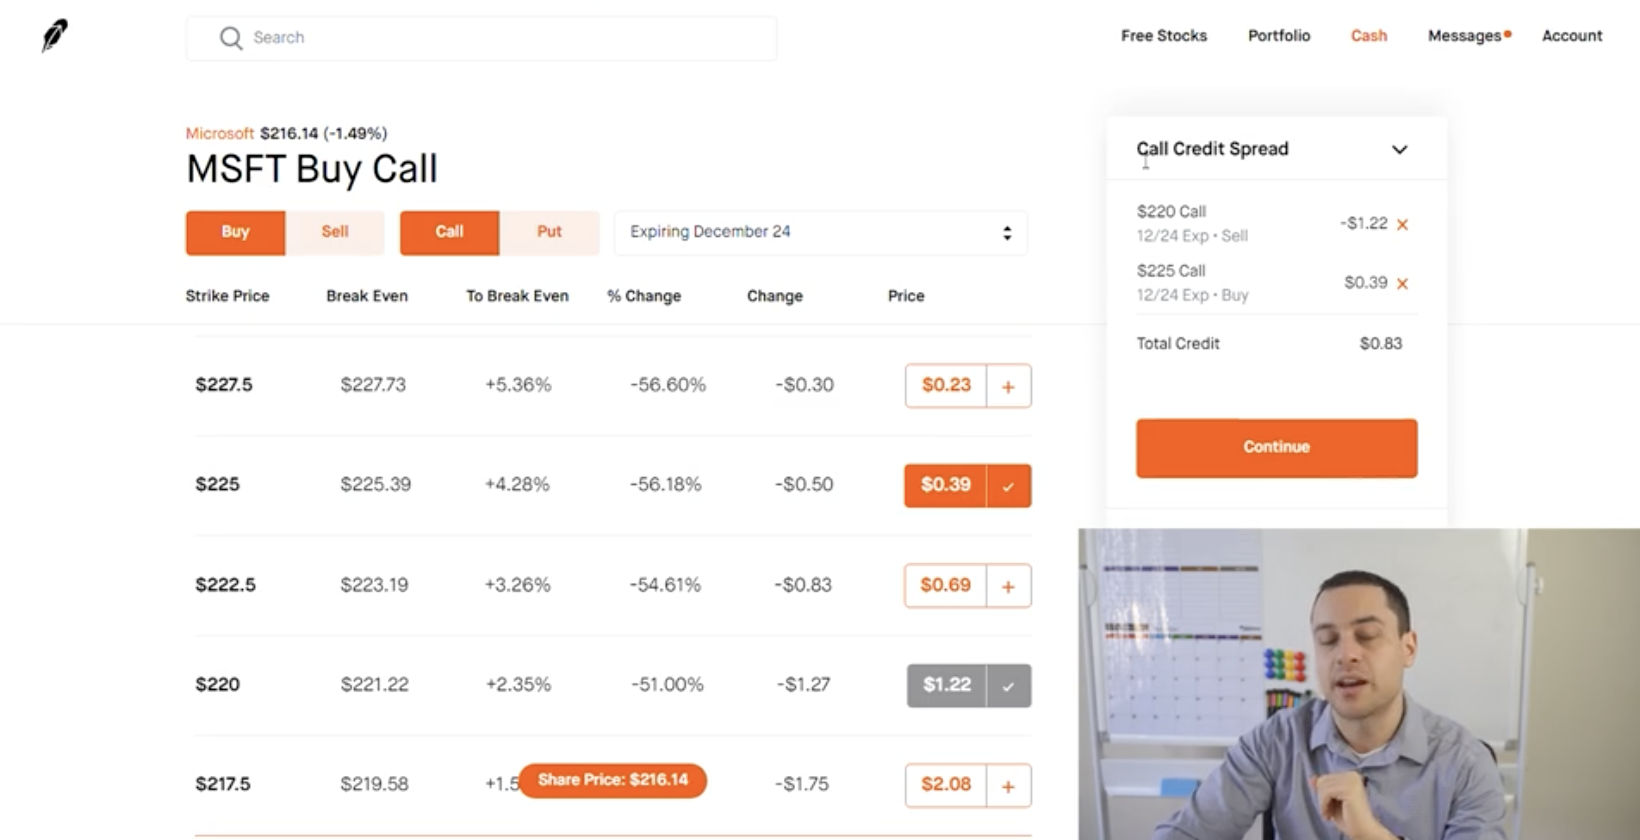 Search
Free Stocks Portfolio Cash Messages Account
Microsoft $216.14 (-1.49%)
MSFT Buy Call
Buy Sell Call Put Expiring December 24
Strike Price Break Even To Break Even % Change Change Price
$227.5 $227.73 +5.36% -56.60% -$0.30 $0.23 +
$225 $225.39 +4.28% -56.18% -$0.50 $0.39
$222.5 $223.19 +3.26% -54.61% -$0.83 $0.69 +
$220 $221.22 +2.35% -51.00% -$1.27 $1.22
$217.5 $219.58 +1.5 Share Price: $216.14 -$1.75 $2.08 +
Call Credit Spread
$220 Call -$1.22
12/24 Exp • Sell
$225 Call $0.39
12/24 Exp • Buy
Total Credit $0.83
Continue